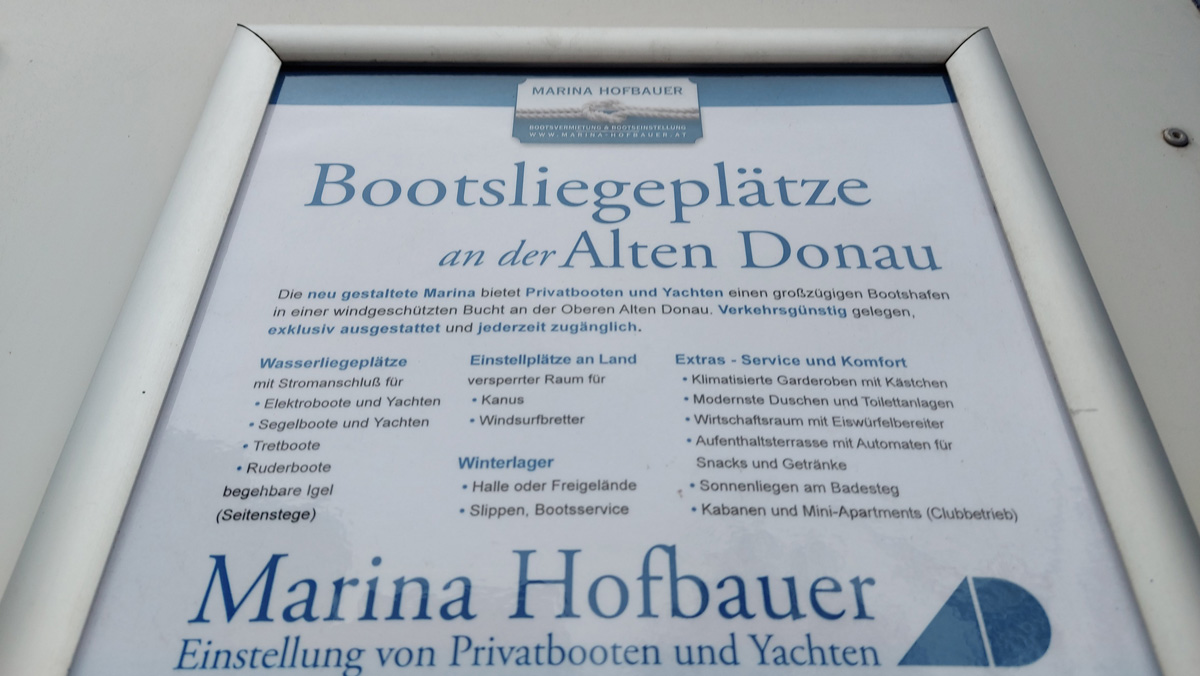 MARINA HOFBAUER
BOOTSVERMIETUNG & BOOTSEINSTELLUNG
WWW.MARINA-HOFBAUER.AT
Bootsliegeplätze
an der Alten Donau
Die neu gestaltete Marina bietet Privatbooten und Yachten einen großzügigen Bootshafen
in einer windgeschützten Bucht an der Oberen Alten Donau. Verkehrsgünstig gelegen,
exklusiv ausgestattet und jederzeit zugänglich.
Wasserliegeplätze
mit Stromanschluß für
• Elektroboote und Yachten
• Segelboote und Yachten
• Tretboote
• Ruderboote
begehbare Igel
(Seitenstege)
Einstellplätze an Land
versperrter Raum für
• Kanus
• Windsurfbretter
Winterlager
• Halle oder Freigelände
• Slippen, Bootsservice
Extras - Service und Komfort
• Klimatisierte Garderoben mit Kästchen
• Modernste Duschen und Toilettanlagen
• Wirtschaftsraum mit Eiswürfelbereiter
• Aufenthaltsterrasse mit Automaten für
Snacks und Getränke
• Sonnenliegen am Badesteg
• Kabanen und Mini-Apartments (Clubbetrieb)
Marina Hofbauer
Einstellung von Privatbooten und Yachten